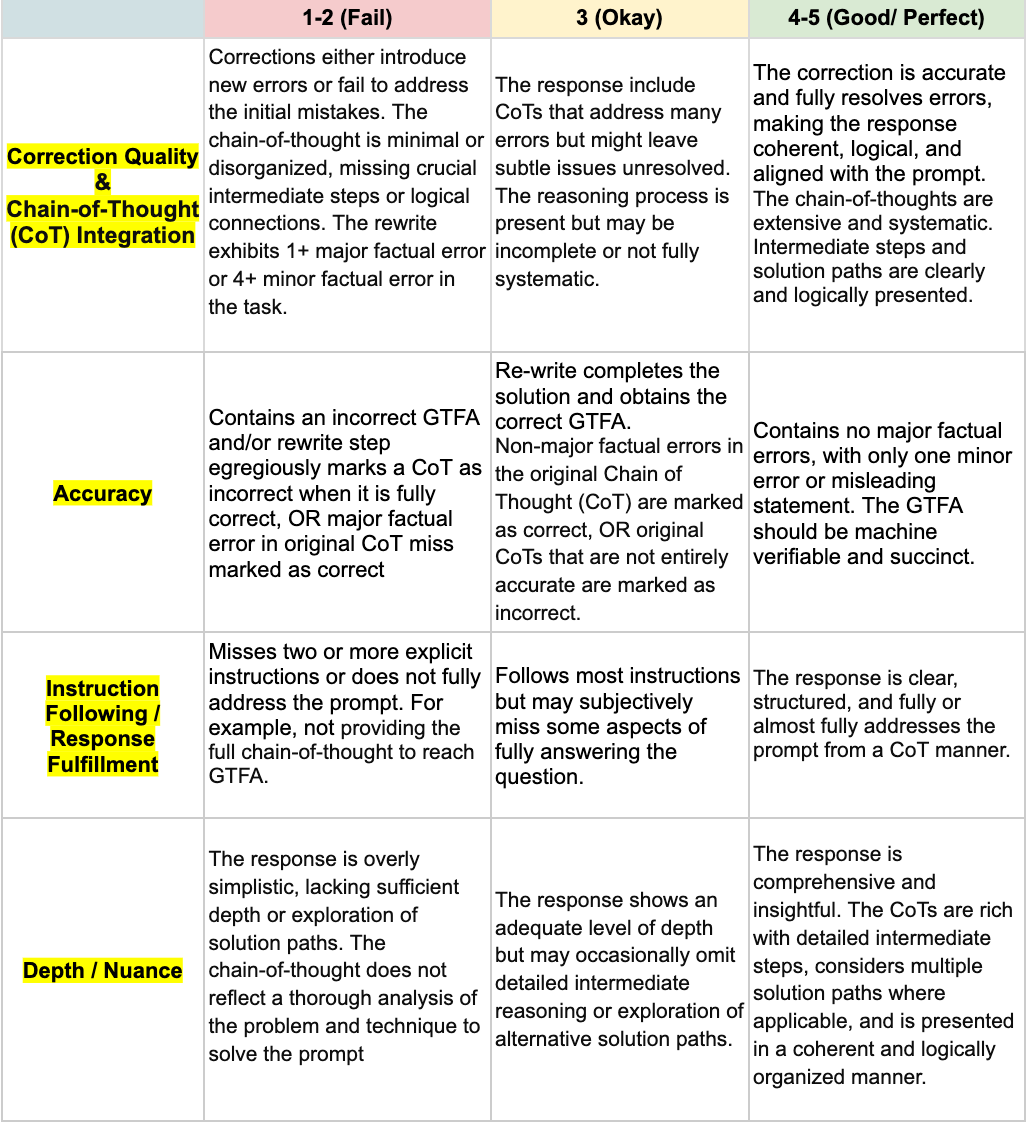 1-2 (Fail)
3 (Okay)
4-5 (Good/ Perfect)
Correction Quality
&
Chain-of-Thought
(CoT) Integration
Corrections either introduce
new errors or fail to address
the initial mistakes. The
chain-of-thought is minimal or
disorganized, missing crucial
intermediate steps or logical
connections. The rewrite
exhibits 1+ major factual error
or 4+ minor factual error in
the task.
The response include
CoTs that address many
errors but might leave
subtle issues unresolved.
The reasoning process is
present but may be
incomplete or not fully
systematic.
The correction is accurate
and fully resolves errors,
making the response
coherent, logical, and
aligned with the prompt.
The chain-of-thoughts are
extensive and systematic.
Intermediate steps and
solution paths are clearly
and logically presented.
Accuracy
Contains an incorrect GTFA
and/or rewrite step
egregiously marks a CoT as
incorrect when it is fully
correct, OR major factual
error in original CoT miss
marked as correct
Re-write completes the
solution and obtains the
correct GTFA.
Non-major factual errors in
the original Chain of
Thought (CoT) are marked
as correct, OR original
CoTs that are not entirely
accurate are marked as
incorrect.
Contains no major factual
errors, with only one minor
error or misleading
statement. The GTFA
should be machine
verifiable and succinct.
Instruction
Following /
Response
Fulfillment
Misses two or more explicit
instructions or does not fully
address the prompt. For
example, not providing the
full chain-of-thought to reach
GTFA.
Follows most instructions
but may subjectively
miss some aspects of
fully answering the
question.
The response is clear,
structured, and fully or
almost fully addresses the
prompt from a CoT manner.
Depth / Nuance
The response is overly
simplistic, lacking sufficient
depth or exploration of
solution paths. The
chain-of-thought does not
reflect a thorough analysis of
the problem and technique to
solve the prompt
The response shows an
adequate level of depth
but may occasionally omit
detailed intermediate
reasoning or exploration of
alternative solution paths.
The response is
comprehensive and
insightful. The CoTs are rich
with detailed intermediate
steps, considers multiple
solution paths where
applicable, and is presented
in a coherent and logically
organized manner.